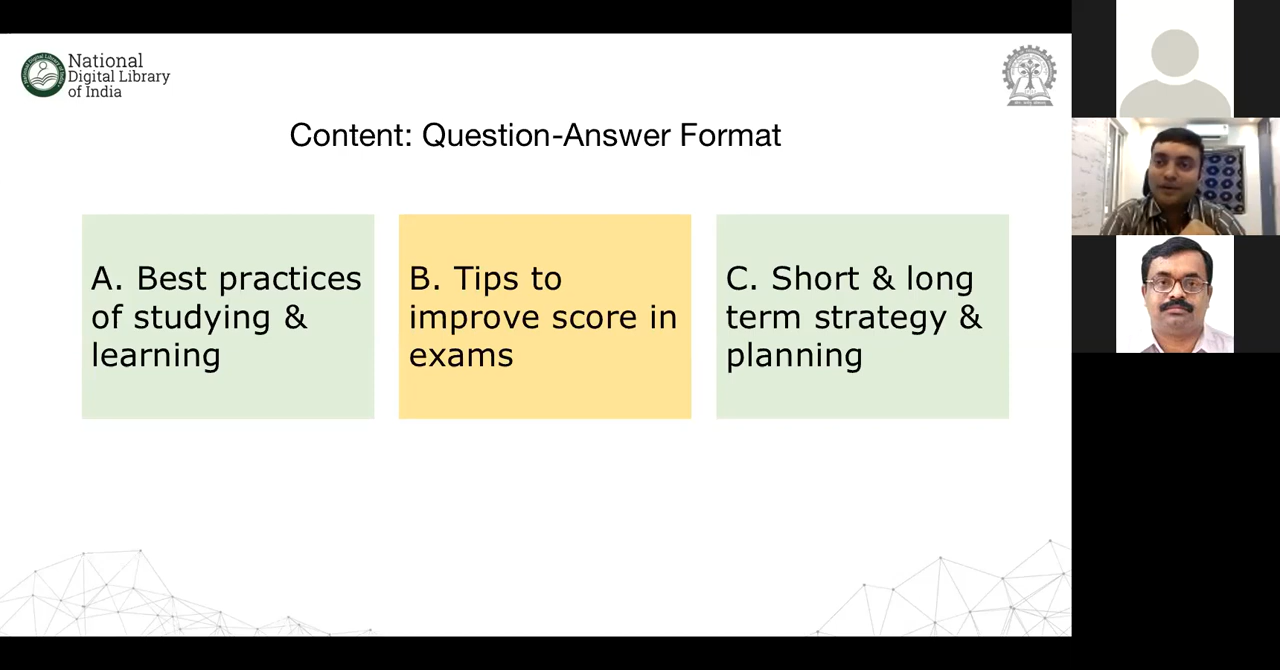 National
Digital Library
of India
Content: Question-Answer Format
A. Best practices
of studying &
learning
B. Tips to
improve score in
exams
C. Short & long
term strategy &
planning